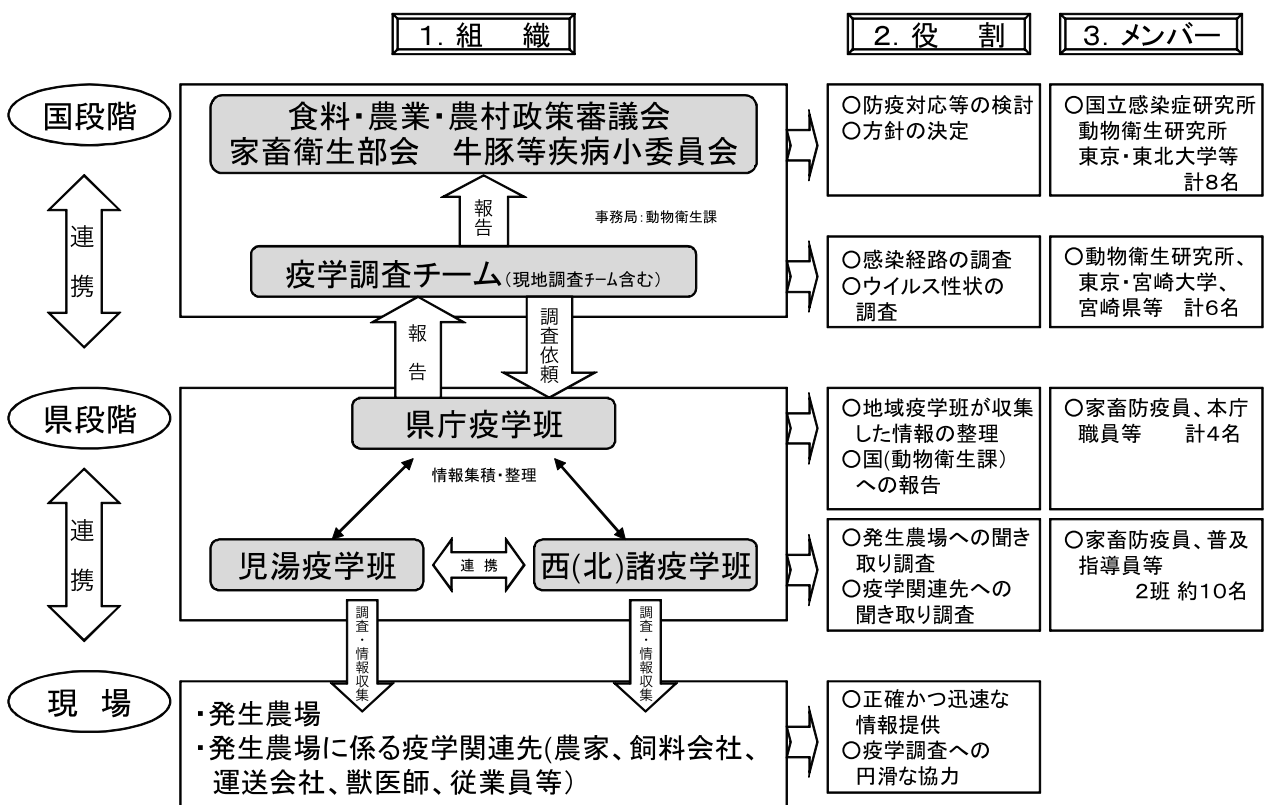 １．組　織
２．役　割
３．メンバー
国段階
食料・農業・農村政策審議会
家畜衛生部会　牛豚等疾病小委員会
報告
事務局：動物衛生課
疫学調査チーム（現地調査チーム含む）
○防疫対応等の検討
○方針の決定
○国立感染症研究所
動物衛生研究所
東京・東北大学等
計８名
○感染経路の調査
○ウイルス性状の
調査
○動物衛生研究所、
東京・宮崎大学、
宮崎県等　計６名
連携
報告
調査依頼
県段階
県庁疫学班
情報集積・整理
児湯疫学班
連携
西(北)諸疫学班
○地域疫学班が収集
した情報の整理
○国(動物衛生課）
への報告
○家畜防疫員、本庁
職員等　　計４名
○発生農場への聞き
取り調査
○疫学関連先への
聞き取り調査
○家畜防疫員、普及
指導員等
２班 約１０名
連携
調査・情報収集
調査・情報収集
現　場
・発生農場
・発生農場に係る疫学関連先(農家、飼料会社、
運送会社、獣医師、従業員等）
○正確かつ迅速な
情報提供
○疫学調査への
円滑な協力